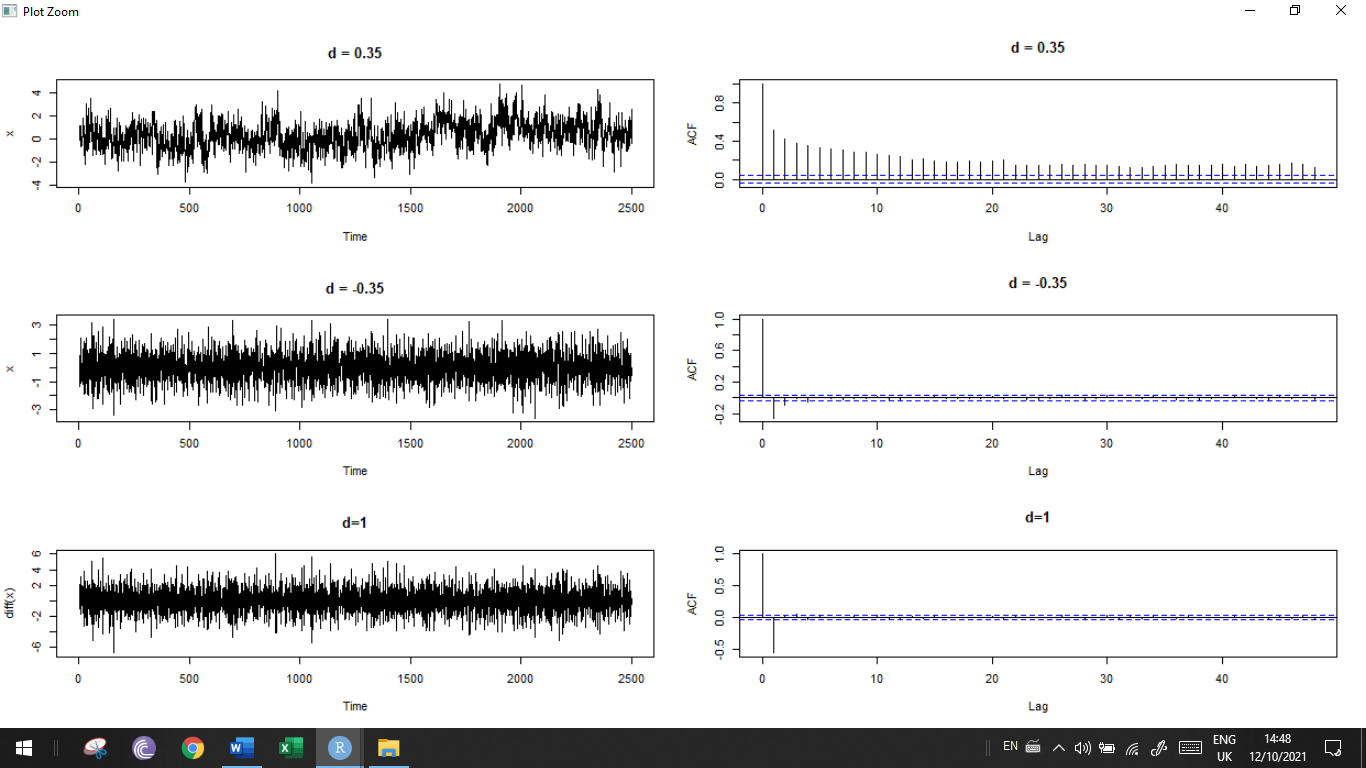 Plot Zoom
d = 0.35
x
-4 -2 0 2 4
0 500 1000 1500 2000 2500
Time
d = 0.35
ACF
0.0 0.4 0.8
0 10 20 30 40
Lag
d = -0.35
x
-3 -1 1 3
0 500 1000 1500 2000 2500
Time
d = -0.35
ACF
-0.2 0.2 0.6 1.0
0 10 20 30 40
Lag
d=1
diff(x)
-6 -2 2 4 6
0 500 1000 1500 2000 2500
Time
d=1
ACF
-0.5 0.0 0.5 1.0
0 10 20 30 40
Lag
W
X
R
EN
ENG
UK
14:48
12/10/2021